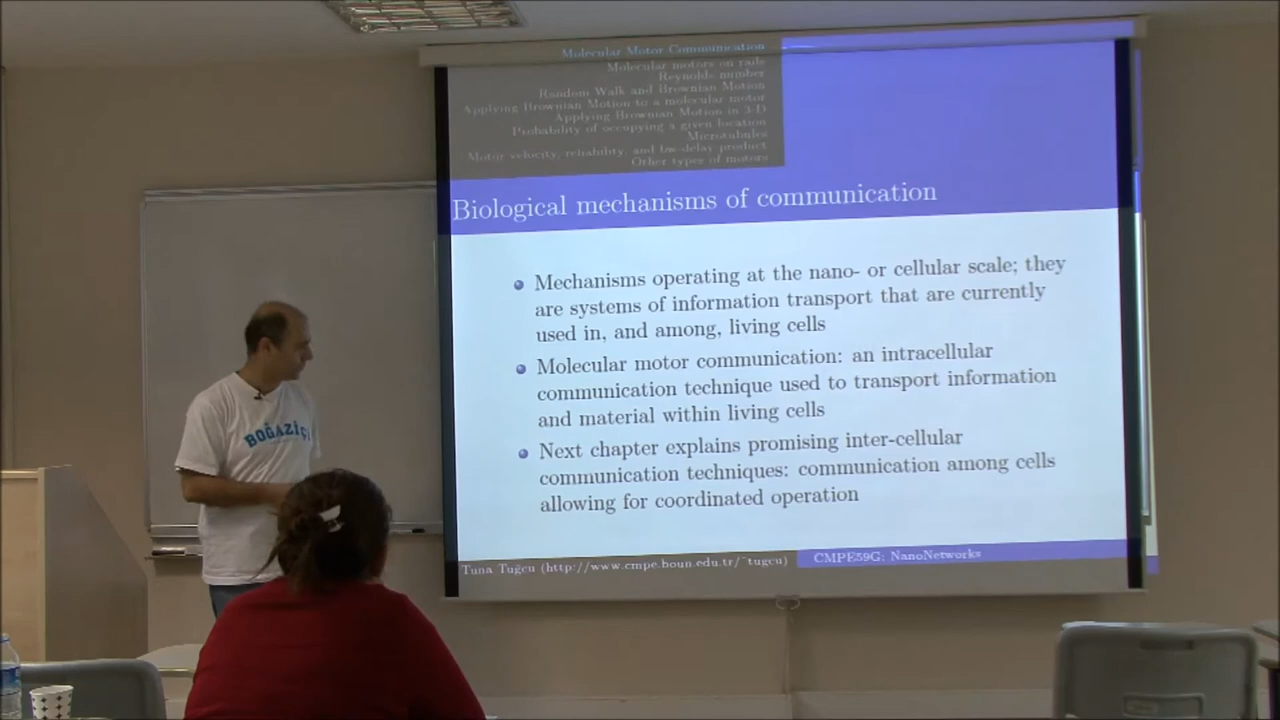 Molecular Motor Communication
Molecular motors on rails
Reynolds number
Random Walk and Brownian Motion
Applying Brownian Motion to a molecular motor
Applying Brownian Motion in 3-D
Probability of occupying a given location
Microtubules
Motor velocity, reliability, and bw-delay product
Other types of motors
Biological mechanisms of communication
Mechanisms operating at the nano- or cellular scale; they
are systems of information transport that are currently
used in, and among, living cells
Molecular motor communication: an intracellular
communication technique used to transport information
and material within living cells
Next chapter explains promising inter-cellular
communication techniques: communication among cells
allowing for coordinated operation
Tuna Tuğcu (http://www.cmpe.boun.edu.tr/~tugcu)
CMPE59G: NanoNetworks
BOĞAZİÇİ